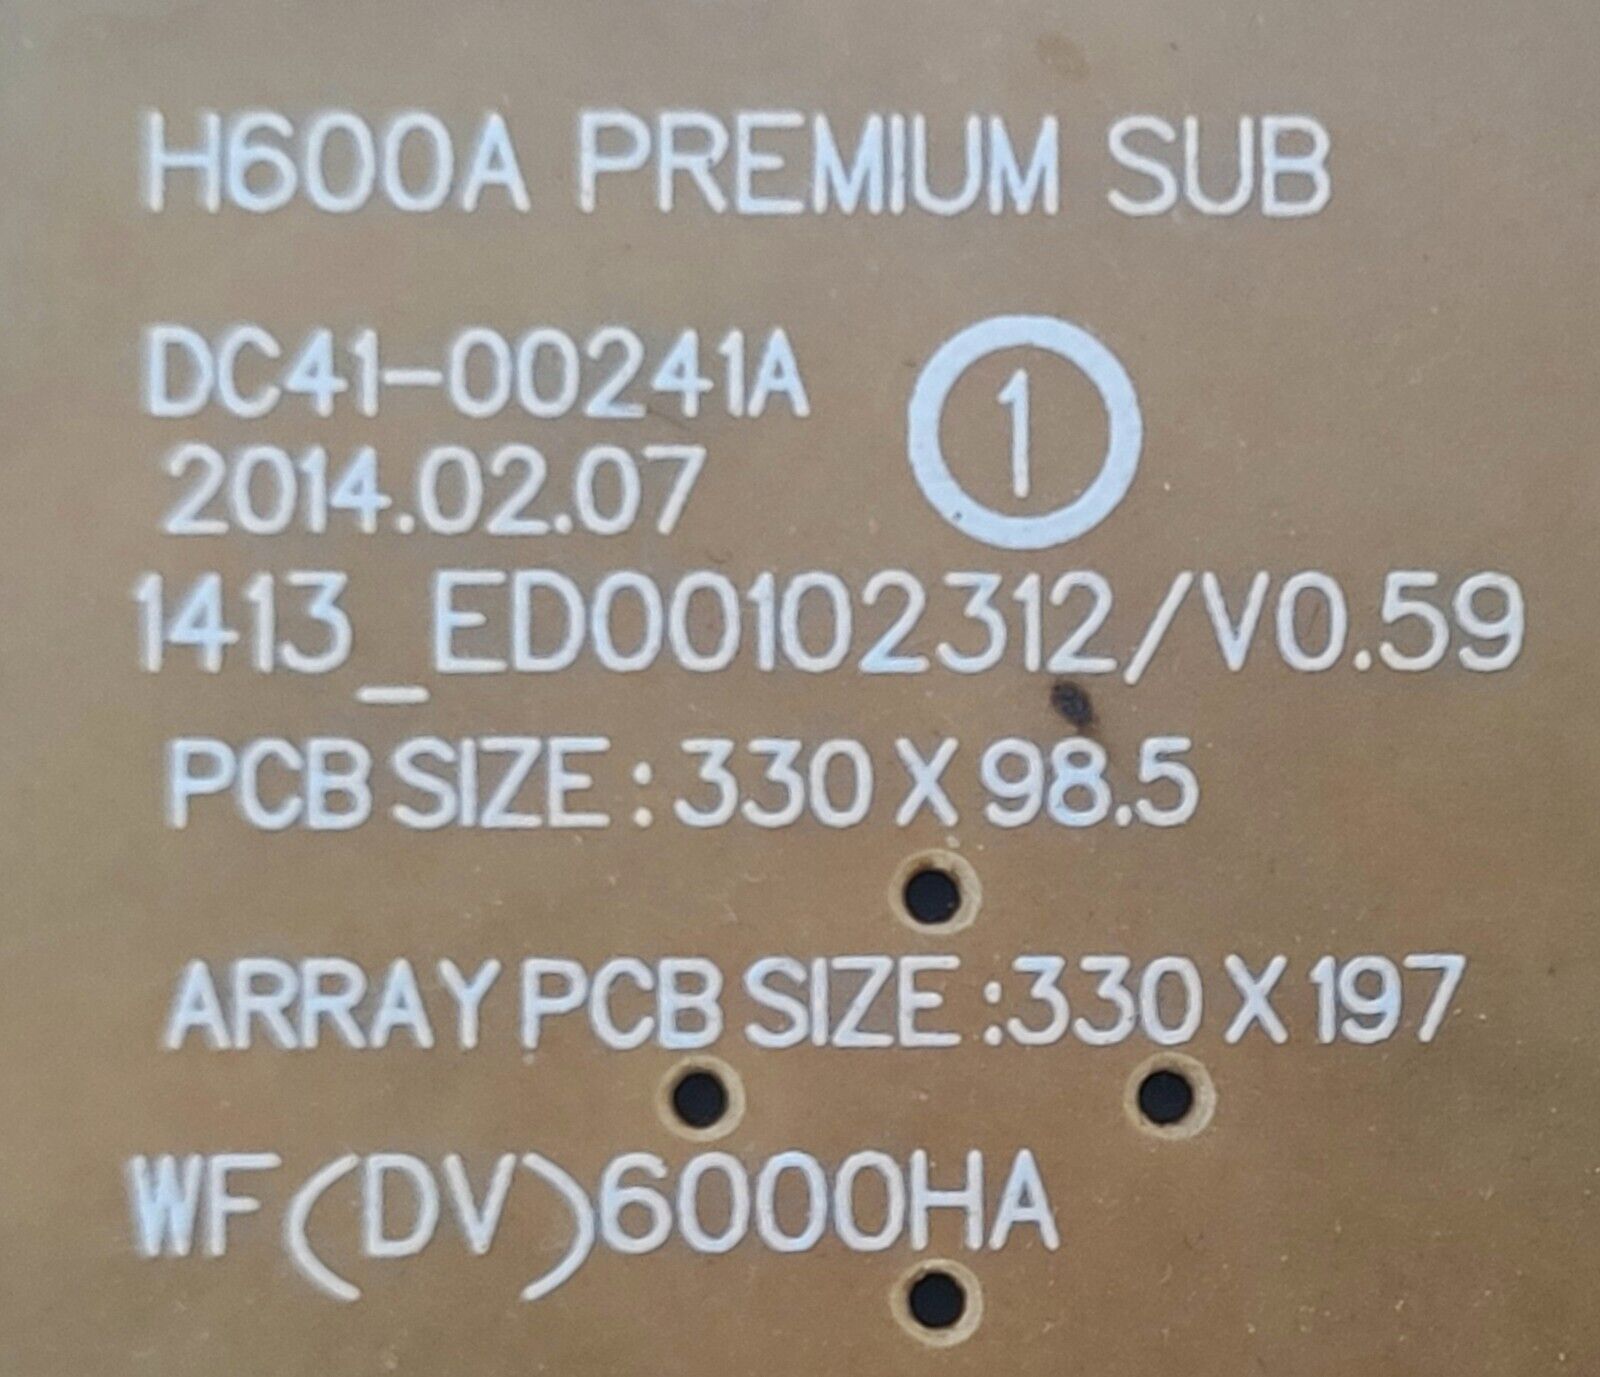 H600A PREMIUM SUB
DC41-00241A
1
2014.02.07
1413_ED00102312/V0.59
PCB SIZE : 330 X 98.5
ARRAY PCB SIZE :330 X 197
WF(DV)6000HA